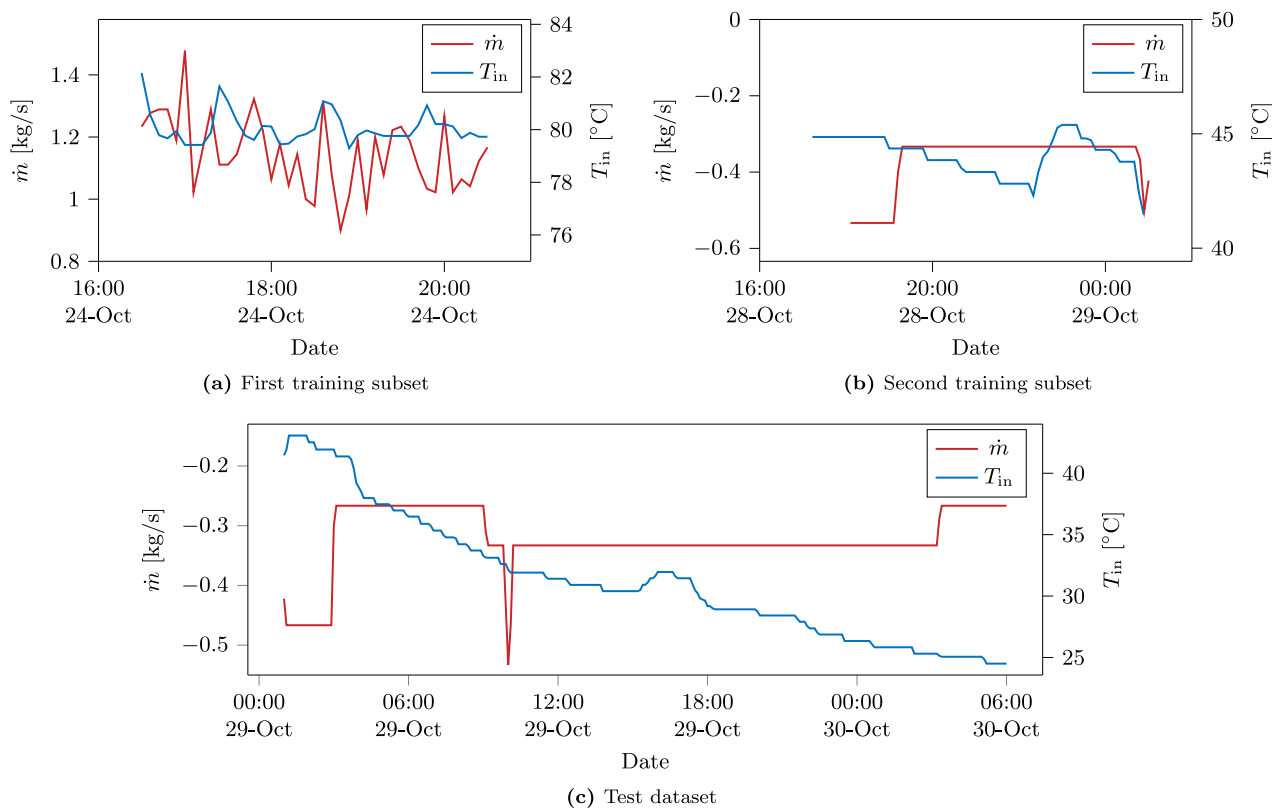 1.4
1.2
1
0.8
ṁ [kg/s]
84
82
80
78
76
T_in [°C]
ṁ
T_in
16:00
24-Oct
18:00
24-Oct
20:00
24-Oct
Date
(a) First training subset
0
−0.2
−0.4
−0.6
ṁ [kg/s]
50
45
40
T_in [°C]
ṁ
T_in
16:00
28-Oct
20:00
28-Oct
00:00
29-Oct
Date
(b) Second training subset
−0.2
−0.3
−0.4
−0.5
ṁ [kg/s]
40
35
30
25
T_in [°C]
ṁ
T_in
00:00
29-Oct
06:00
29-Oct
12:00
29-Oct
18:00
29-Oct
00:00
30-Oct
06:00
30-Oct
Date
(c) Test dataset